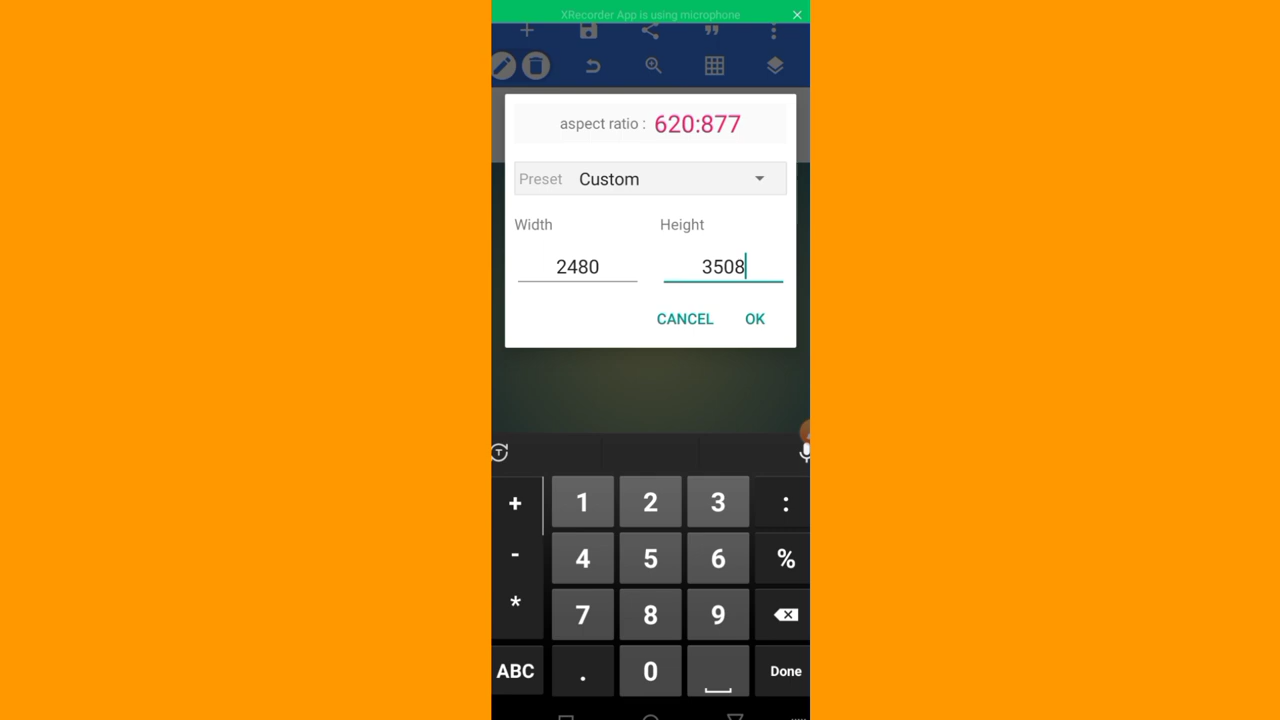 XRecorder App is using microphone
aspect ratio : 620:877
Preset Custom
Width Height
2480 3508
CANCEL OK
+ 1 2 3 :
- 4 5 6 %
* 7 8 9
ABC . 0 Done